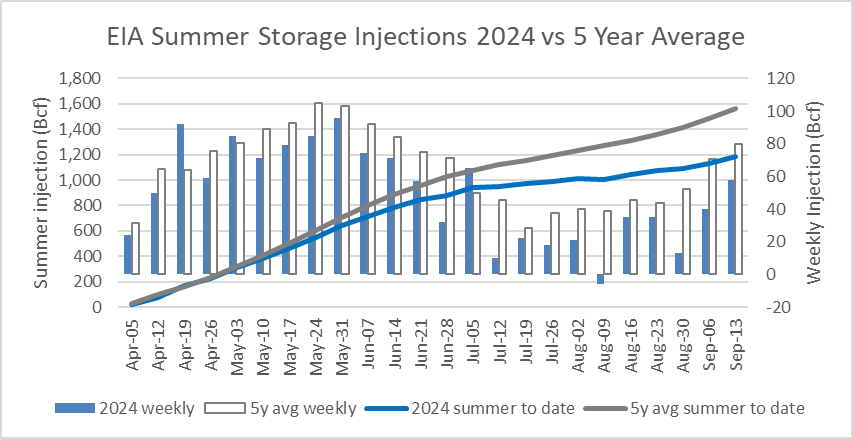 EIA Summer Storage Injections 2024 vs 5 Year Average
Summer injection (Bcf)
1,800
1,600
1,400
1,200
1,000
800
600
400
200
0
120
100
80
60
40
20
0
-20
Weekly Injection (Bcf)
Apr-05
Apr-12
Apr-19
Apr-26
May-03
May-10
May-17
May-24
May-31
Jun-07
Jun-14
Jun-21
Jun-28
Jul-05
Jul-12
Jul-19
Jul-26
Aug-02
Aug-09
Aug-16
Aug-23
Aug-30
Sep-06
Sep-13
2024 weekly
5y avg weekly
2024 summer to date
5y avg summer to date